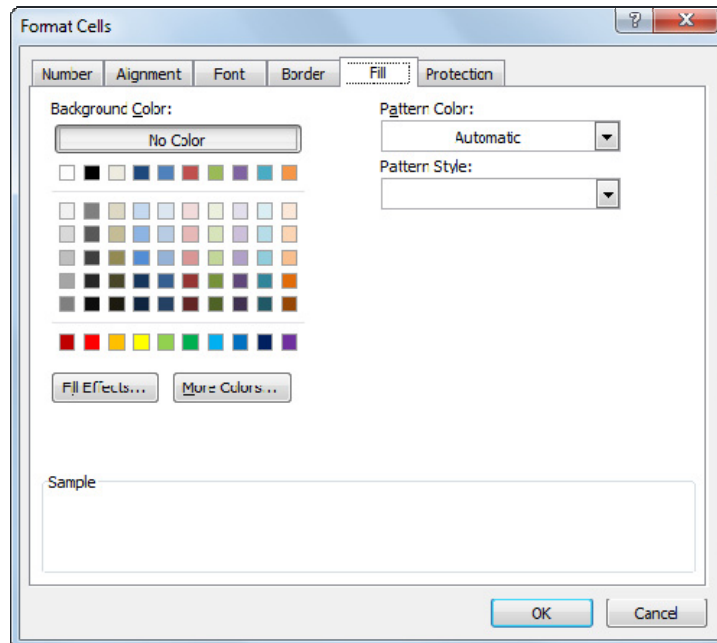 Format Cells
Number Alignment Font Border Fill Protection
Background Color:
No Color
Pattern Color:
Automatic
Pattern Style:
Fill Effects...
More Colors...
Sample
OK
Cancel